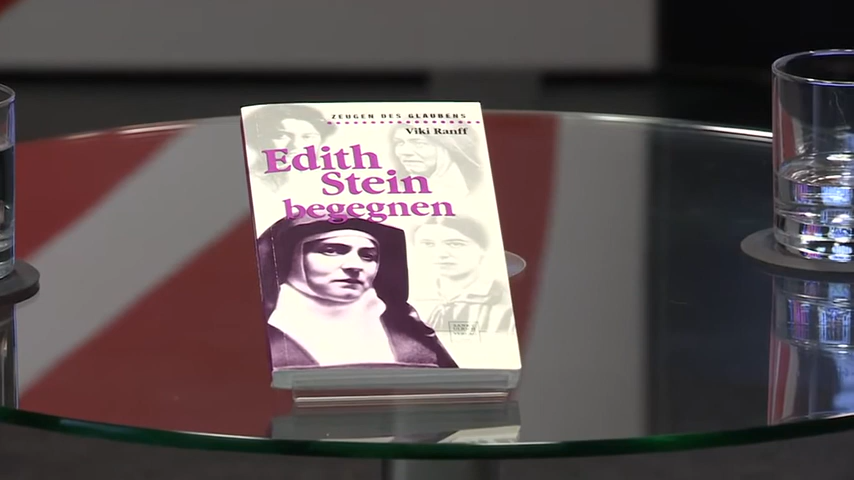 ZEUGEN DES GLAUBENS
Viki Ranff
Edith
Stein
begegnen